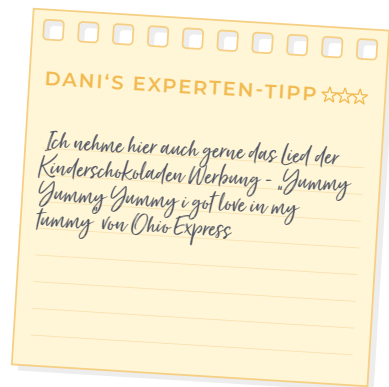 DANI‘S EXPERTEN-TIPP
Ich nehme hier auch gerne das Lied der
Kinderschokoladen Werbung - „Yummy
Yummy Yummy i got love in my
tummy“ von Ohio Express